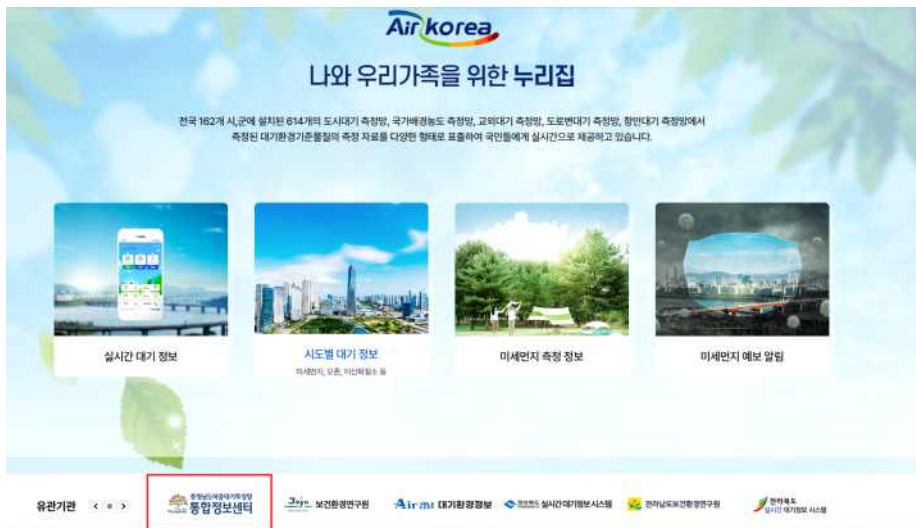 Air korea
나와 우리가족을 위한 누리집
전국 162개 시,군에 설치된 614개의 도시대기 측정망, 국가배경농도 측정망, 교외대기 측정망, 도로변대기 측정망, 항만대기 측정망에서
측정된 대기환경기준물질의 측정 자료를 다양한 형태로 표출하여 국민들에게 실시간으로 제공하고 있습니다.
실시간 대기 정보
시도별 대기 정보
미세먼지, 오존, 이산화질소 등
미세먼지 측정 정보
미세먼지 예보 알림
유관기관
통합정보센터
보건환경연구원
Air 대기환경정보
실시간대기정보시스템
전라남도보건환경연구원
전라북도
실시간 대기정보 시스템